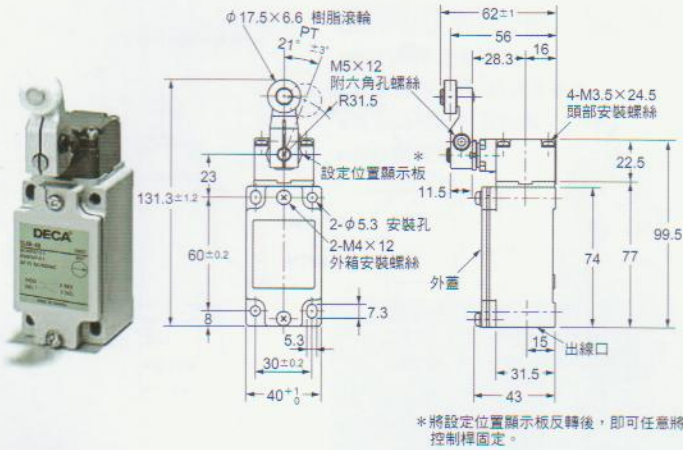 φ17.5×6.6 樹脂滾輪
PT
21° ±3°
M5×12
附六角孔螺絲
R31.5
設定位置顯示板
23
131.3±1.2
60±0.2
8
2-φ5.3 安裝孔
2-M4×12
外箱安裝螺絲
7.3
5.3
30±0.2
40+1 0
62±1
56
28.3
16
4-M3.5×24.5
頭部安裝螺絲
*
11.5
22.5
99.5
74
77
外蓋
15
出線口
31.5
43
*將設定位置顯示板反轉後，即可任意將
控制桿固定。
DECA